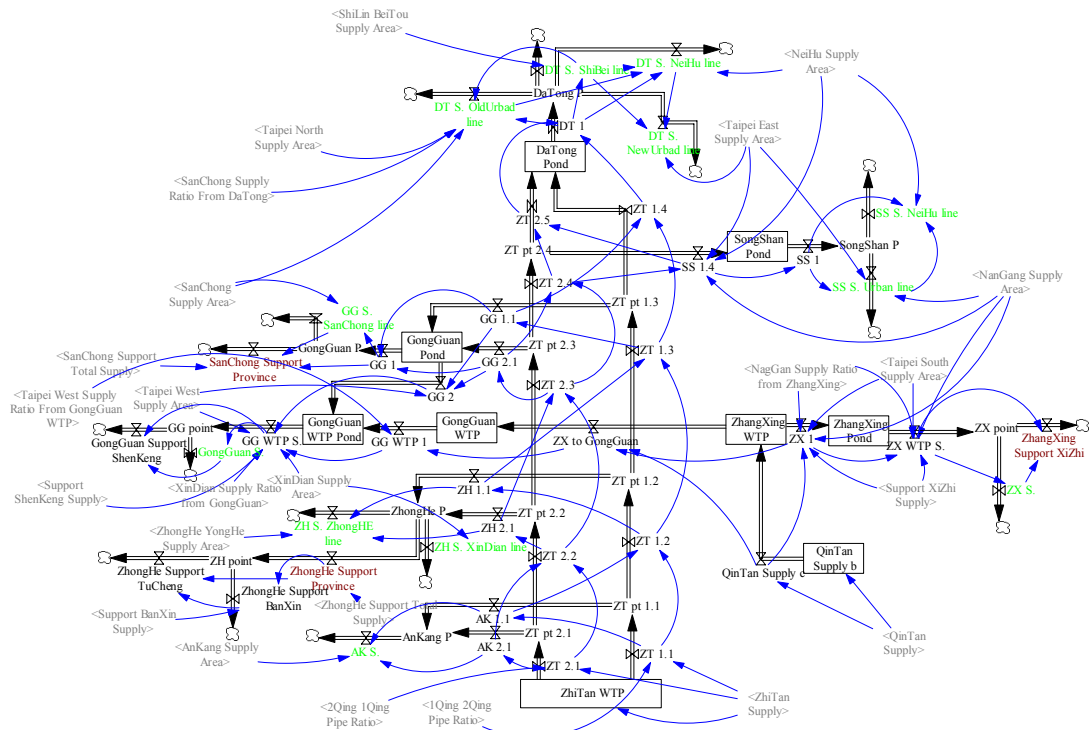 <ShiLin BeiTou
Supply Area>
DT S. ShiBei line
DT S. NeiHu line
<NeiHu Supply
Area>
DaTong P
DT S. OldUrbad
line
DT 1
DT S.
NewUrbad line
<Taipei North
Supply Area>
<Taipei East
Supply Area>
DaTong
Pond
<SanChong Supply
Ratio From DaTong>
ZT 2.5
ZT 1.4
SS S. NeiHu line
ZT pt 2.4
SongShan
Pond
SS 1
SongShan P
SS 1.4
<SanChong
Supply Area>
ZT 2.4
SS S. Urban line
<NanGang Supply
Area>
GG S.
SanChong line
ZT pt 1.3
GG 1.1
GongGuan P
GongGuan
Pond
ZT pt 2.3
SanChong Support
Province
GG 1
GG 2.1
ZT 1.3
<SanChong Support
Total Supply>
<NagGan Supply Ratio
from ZhangXing>
<Taipei South
Supply Area>
<Taipei West Supply
Ratio From GongGuan
WTP>
<Taipei West
Supply Area>
GG 2
ZT 2.3
GG point
GongGuan
WTP Pond
GongGuan
WTP
ZhangXing
WTP
ZhangXing
Pond
ZX point
GongGuan Support
ShenKeng
GG WTP S.
GG WTP 1
ZX to GongGuan
ZX 1
ZX WTP S.
ZhangXing
Support XiZhi
<Support
ShenKeng Supply>
<XinDian Supply Ratio
from GongGuan>
<XinDian Supply
Area>
ZH 1.1
ZT pt 1.2
<Support XiZhi
Supply>
ZX S.
ZhongHe P
ZT pt 2.2
ZH S. ZhongHE
line
ZH 2.1
<ZhongHe YongHe
Supply Area>
ZH S. XinDian line
ZT 1.2
ZH point
ZT 2.2
QinTan
Supply b
ZhongHe Support
TuCheng
ZhongHe Support
Province
QinTan Supply c
ZhongHe Support
BanXin
<Support BanXin
Supply>
<ZhongHe Support Total
Supply>
ZT pt 1.1
AK 1.1
AnKang P
ZT pt 2.1
<QinTan
Supply>
<AnKang Supply
Area>
AK S.
AK 2.1
ZT 2.1
ZT 1.1
ZhiTan WTP
<2Qing 1Qing
Pipe Ratio>
<1Qing 2Qing
Pipe Ratio>
<ZhiTan
Supply>